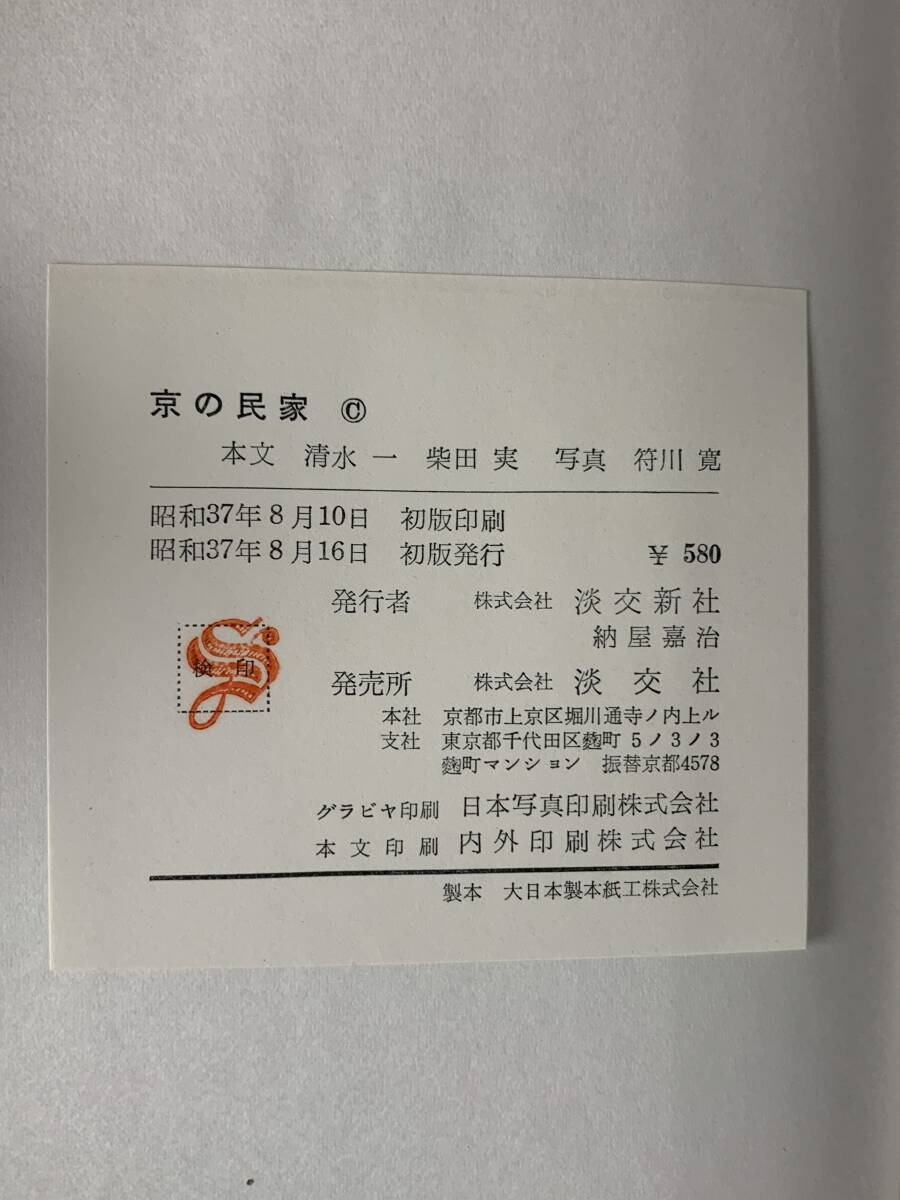 京の民家 ©
本文 清水 一 柴田 実 写真 符川 寛
昭和37年8月10日 初版印刷
昭和37年8月16日 初版発行 ¥580
発行者 株式会社 淡交新社
納屋嘉治
検印
発売所 株式会社 淡交社
本社 京都市上京区堀川通寺ノ内上ル
支社 東京都千代田区麹町5ノ3ノ3
麹町マンション 振替京都4578
グラビヤ印刷 日本写真印刷株式会社
本文印刷 内外印刷株式会社
製本 大日本製本紙工株式会社